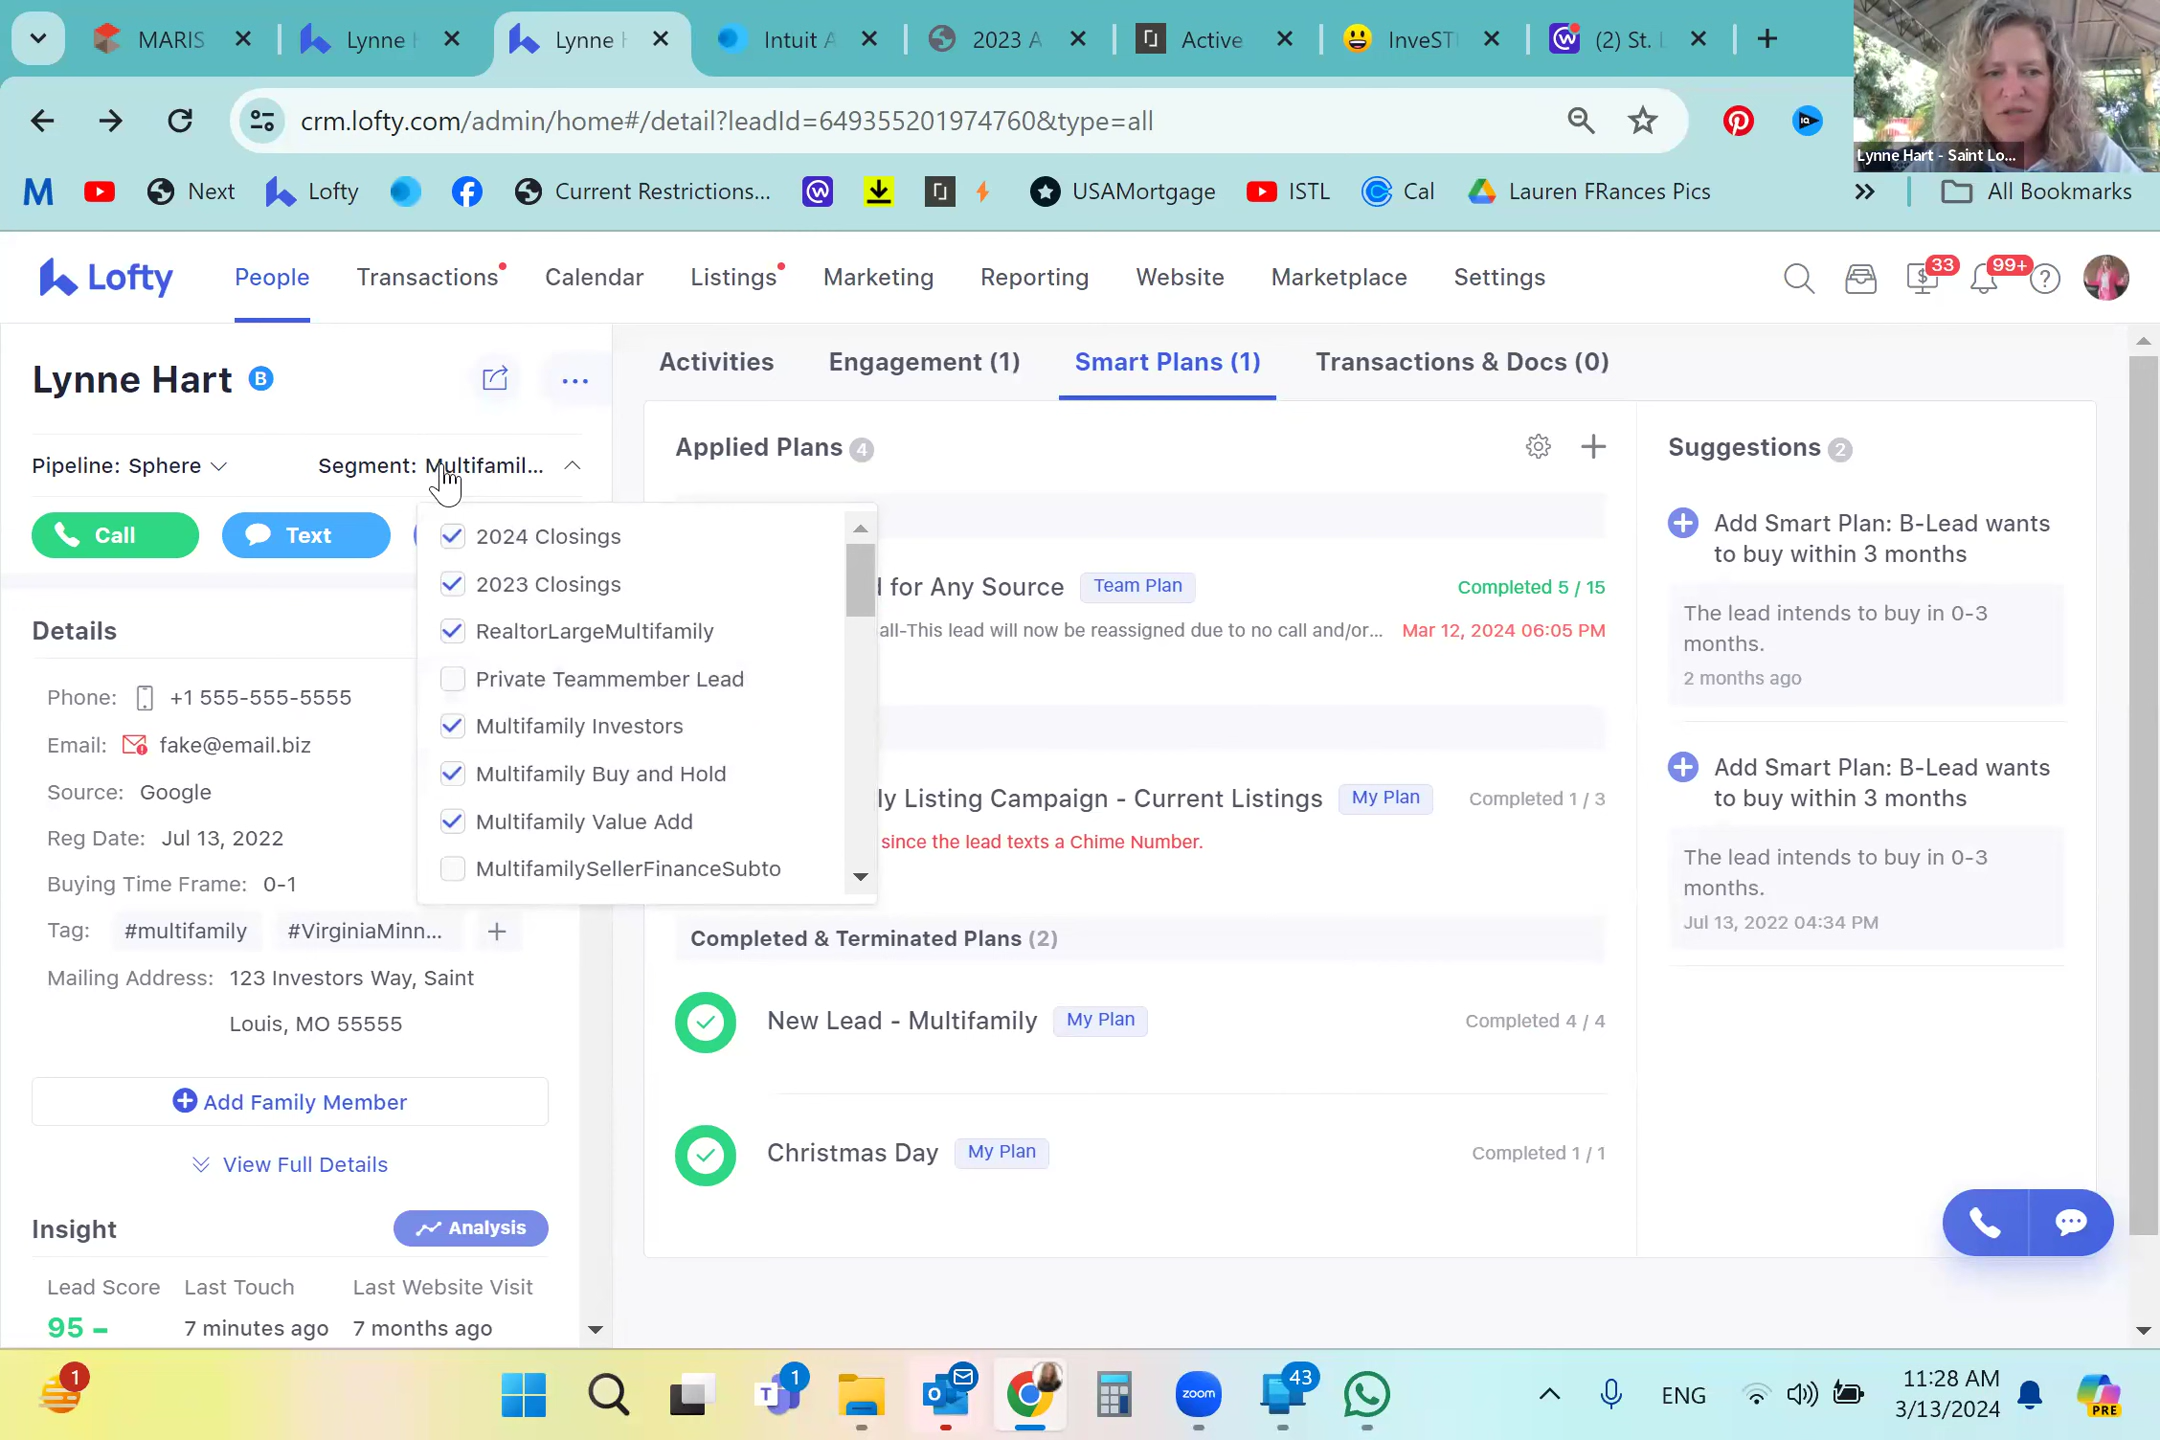 MARIS
Lynne
Lynne
Intuit
2023 A
Active
InveST
(2) St.
crm.lofty.com/admin/home#/detail?leadId=649355201974760&type=all
Lynne Hart - Saint Lo...
M
Next
Lofty
Current Restrictions...
USAMortgage
ISTL
Cal
Lauren FRances Pics
All Bookmarks
Lofty
People
Transactions
Calendar
Listings
Marketing
Reporting
Website
Marketplace
Settings
33
99+
Lynne Hart B
Activities
Engagement (1)
Smart Plans (1)
Transactions & Docs (0)
Pipeline: Sphere
Segment: Multifamil...
Call
Text
2024 Closings
2023 Closings
RealtorLargeMultifamily
Private Teammember Lead
Multifamily Investors
Multifamily Buy and Hold
Multifamily Value Add
MultifamilySellerFinanceSubto
Details
Phone: +1 555-555-5555
Email: fake@email.biz
Source: Google
Reg Date: Jul 13, 2022
Buying Time Frame: 0-1
Tag: #multifamily #VirginiaMinn...
Mailing Address: 123 Investors Way, Saint
Louis, MO 55555
Add Family Member
View Full Details
Insight
Analysis
Lead Score
Last Touch
Last Website Visit
95 –
7 minutes ago
7 months ago
Applied Plans 4
d for Any Source Team Plan
Completed 5 / 15
all-This lead will now be reassigned due to no call and/or...
Mar 12, 2024 06:05 PM
ly Listing Campaign - Current Listings My Plan
Completed 1 / 3
since the lead texts a Chime Number.
Completed & Terminated Plans (2)
New Lead - Multifamily My Plan
Completed 4 / 4
Christmas Day My Plan
Completed 1 / 1
Suggestions 2
Add Smart Plan: B-Lead wants
to buy within 3 months
The lead intends to buy in 0-3
months.
2 months ago
Add Smart Plan: B-Lead wants
to buy within 3 months
The lead intends to buy in 0-3
months.
Jul 13, 2022 04:34 PM
1
1
zoom
43
ENG
11:28 AM
3/13/2024
PRE